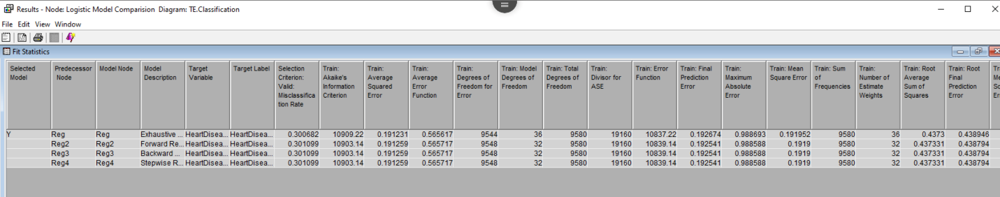 Results - Node: Logistic Model Comparision Diagram: TE.Classification
File Edit View Window
Fit Statistics
Selected Model | Predecessor Node | Model Node | Model Description | Target Variable | Target Label | Selection Criterion: Valid: Misclassifica tion Rate | Train: Akaike's Information Criterion | Train: Average Squared Error | Train: Average Error Function | Train: Degrees of Freedom for Error | Train: Model Degrees of Freedom | Train: Total Degrees of Freedom | Train: Divisor for ASE | Train: Error Function | Train: Final Prediction Error | Train: Maximum Absolute Error | Train: Mean Square Error | Train: Sum of Frequencies | Train: Number of Estimate Weights | Train: Root Average Sum of Squares | Train: Root Final Prediction Error
Y Reg Reg Exhaustive ... HeartDisea... HeartDisea... 0.300682 10909.22 0.191231 0.565617 9544 36 9580 19160 10837.22 0.192674 0.988693 0.191952 9580 36 0.4373 0.438946
Reg2 Reg2 Forward Re... HeartDisea... HeartDisea... 0.301099 10903.14 0.191259 0.565717 9548 32 9580 19160 10839.14 0.192541 0.988588 0.1919 9580 32 0.437331 0.438794
Reg3 Reg3 Backward ... HeartDisea... HeartDisea... 0.301099 10903.14 0.191259 0.565717 9548 32 9580 19160 10839.14 0.192541 0.988588 0.1919 9580 32 0.437331 0.438794
Reg4 Reg4 Stepwise R... HeartDisea... HeartDisea... 0.301099 10903.14 0.191259 0.565717 9548 32 9580 19160 10839.14 0.192541 0.988588 0.1919 9580 32 0.437331 0.438794